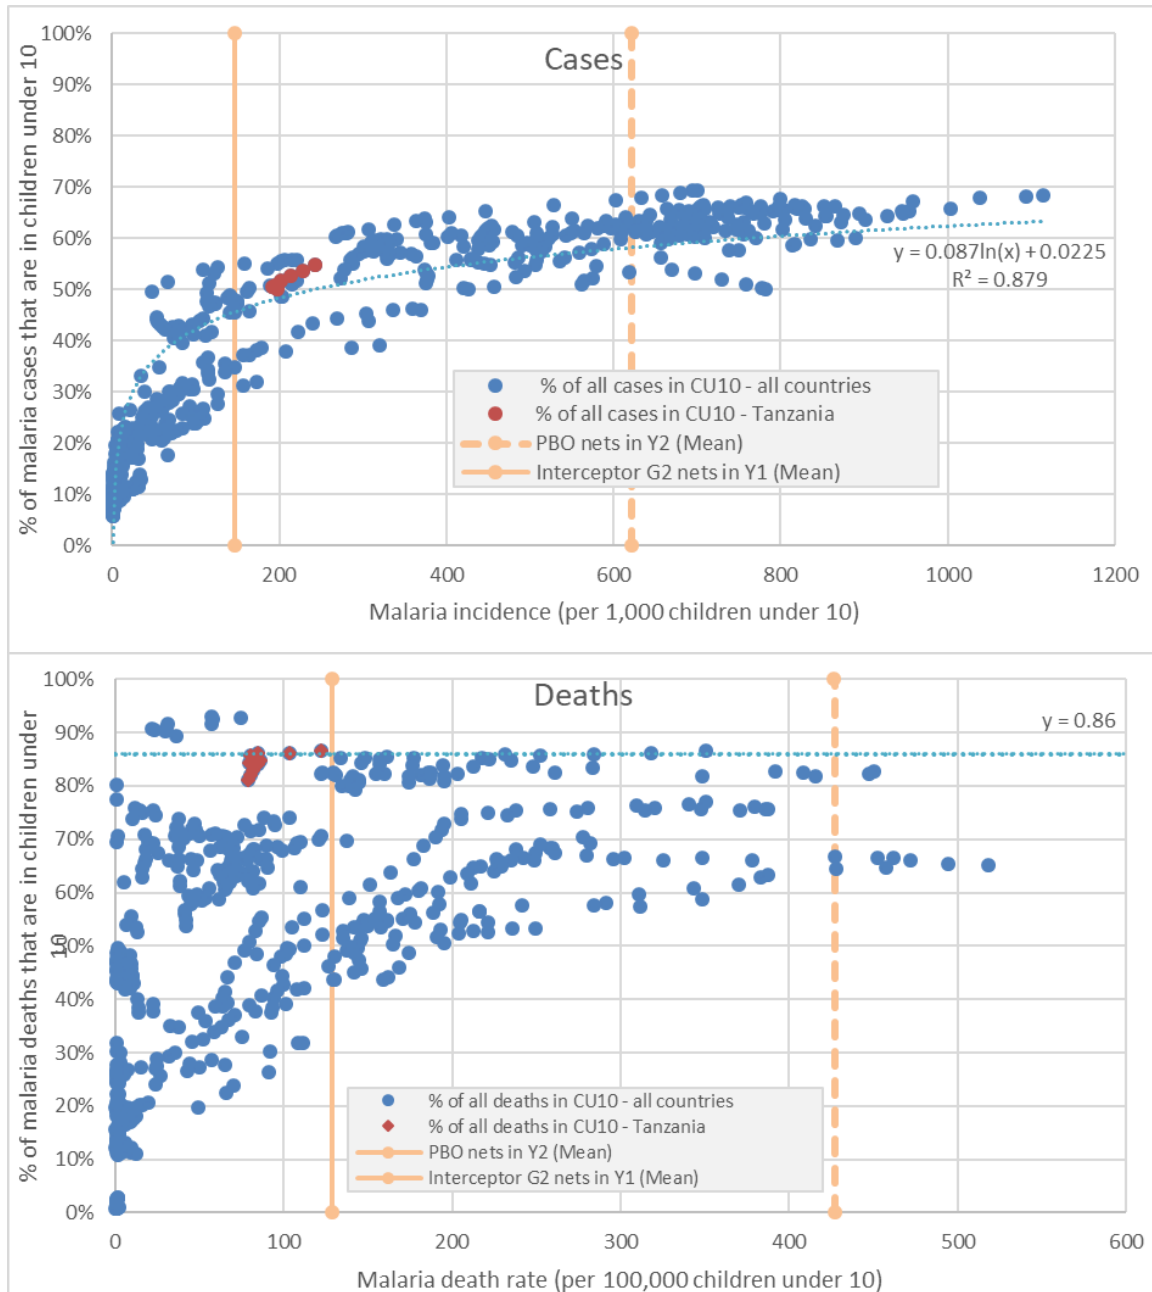 Cases
% of malaria cases that are in children under 10
100%
90%
80%
70%
60%
50%
40%
30%
20%
10%
0%
y = 0.087ln(x) + 0.0225
R² = 0.879
% of all cases in CU10 - all countries
% of all cases in CU10 - Tanzania
PBO nets in Y2 (Mean)
Interceptor G2 nets in Y1 (Mean)
0 200 400 600 800 1000 1200
Malaria incidence (per 1,000 children under 10)
Deaths
% of malaria deaths that are in children under
10
100%
90%
80%
70%
60%
50%
40%
30%
20%
10%
0%
y = 0.86
% of all deaths in CU10 - all countries
% of all deaths in CU10 - Tanzania
PBO nets in Y2 (Mean)
Interceptor G2 nets in Y1 (Mean)
0 100 200 300 400 500 600
Malaria death rate (per 100,000 children under 10)